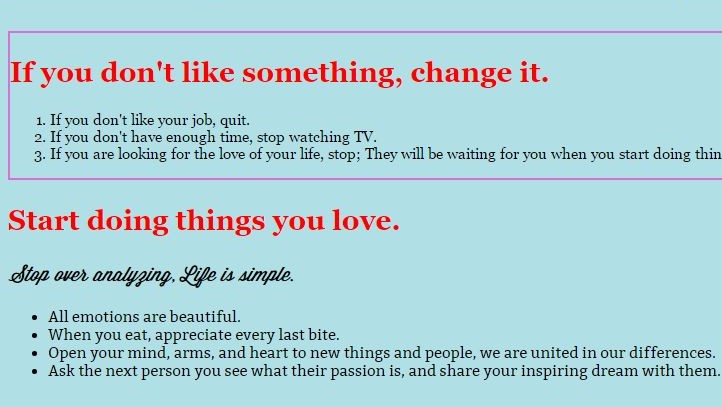 If you don't like something, change it.
1. If you don't like your job, quit.
2. If you don't have enough time, stop watching TV.
3. If you are looking for the love of your life, stop; They will be waiting for you when you start doing thin
Start doing things you love.
Stop over analyzing, Life is simple.
• All emotions are beautiful.
• When you eat, appreciate every last bite.
• Open your mind, arms, and heart to new things and people, we are united in our differences.
• Ask the next person you see what their passion is, and share your inspiring dream with them.